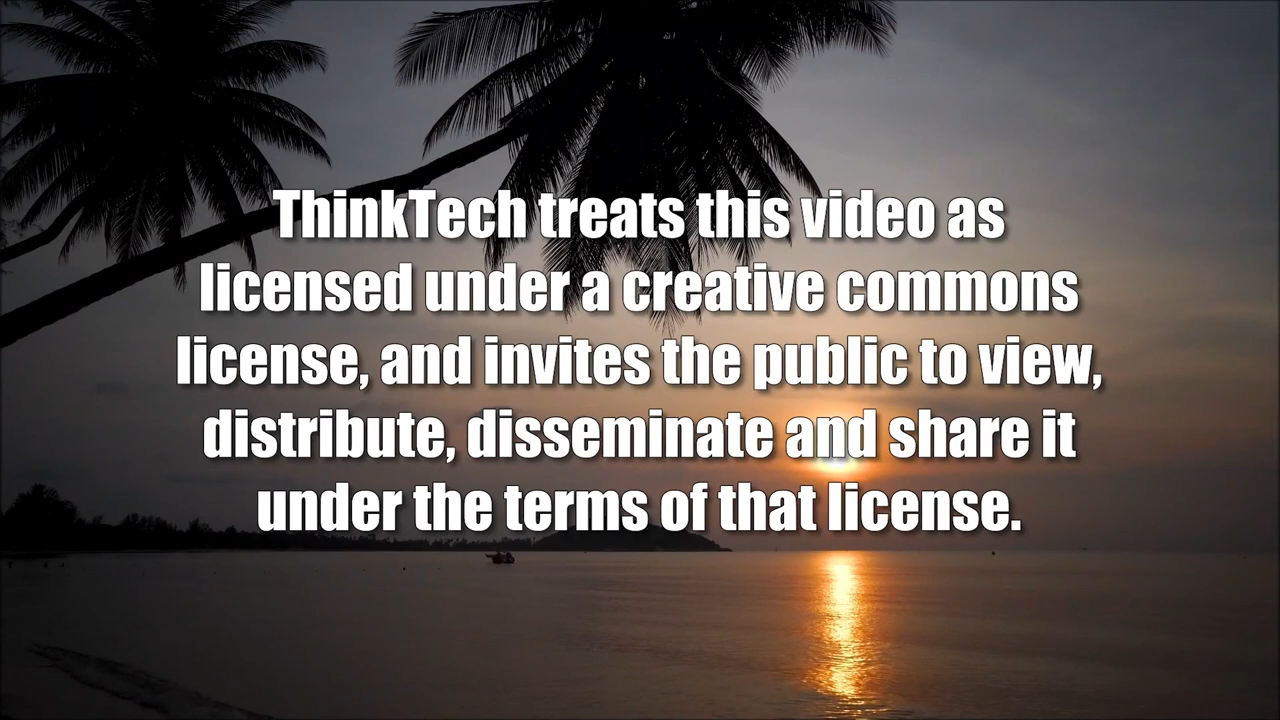 ThinkTech treats this video as
licensed under a creative commons
license, and invites the public to view,
distribute, disseminate and share it
under the terms of that license.